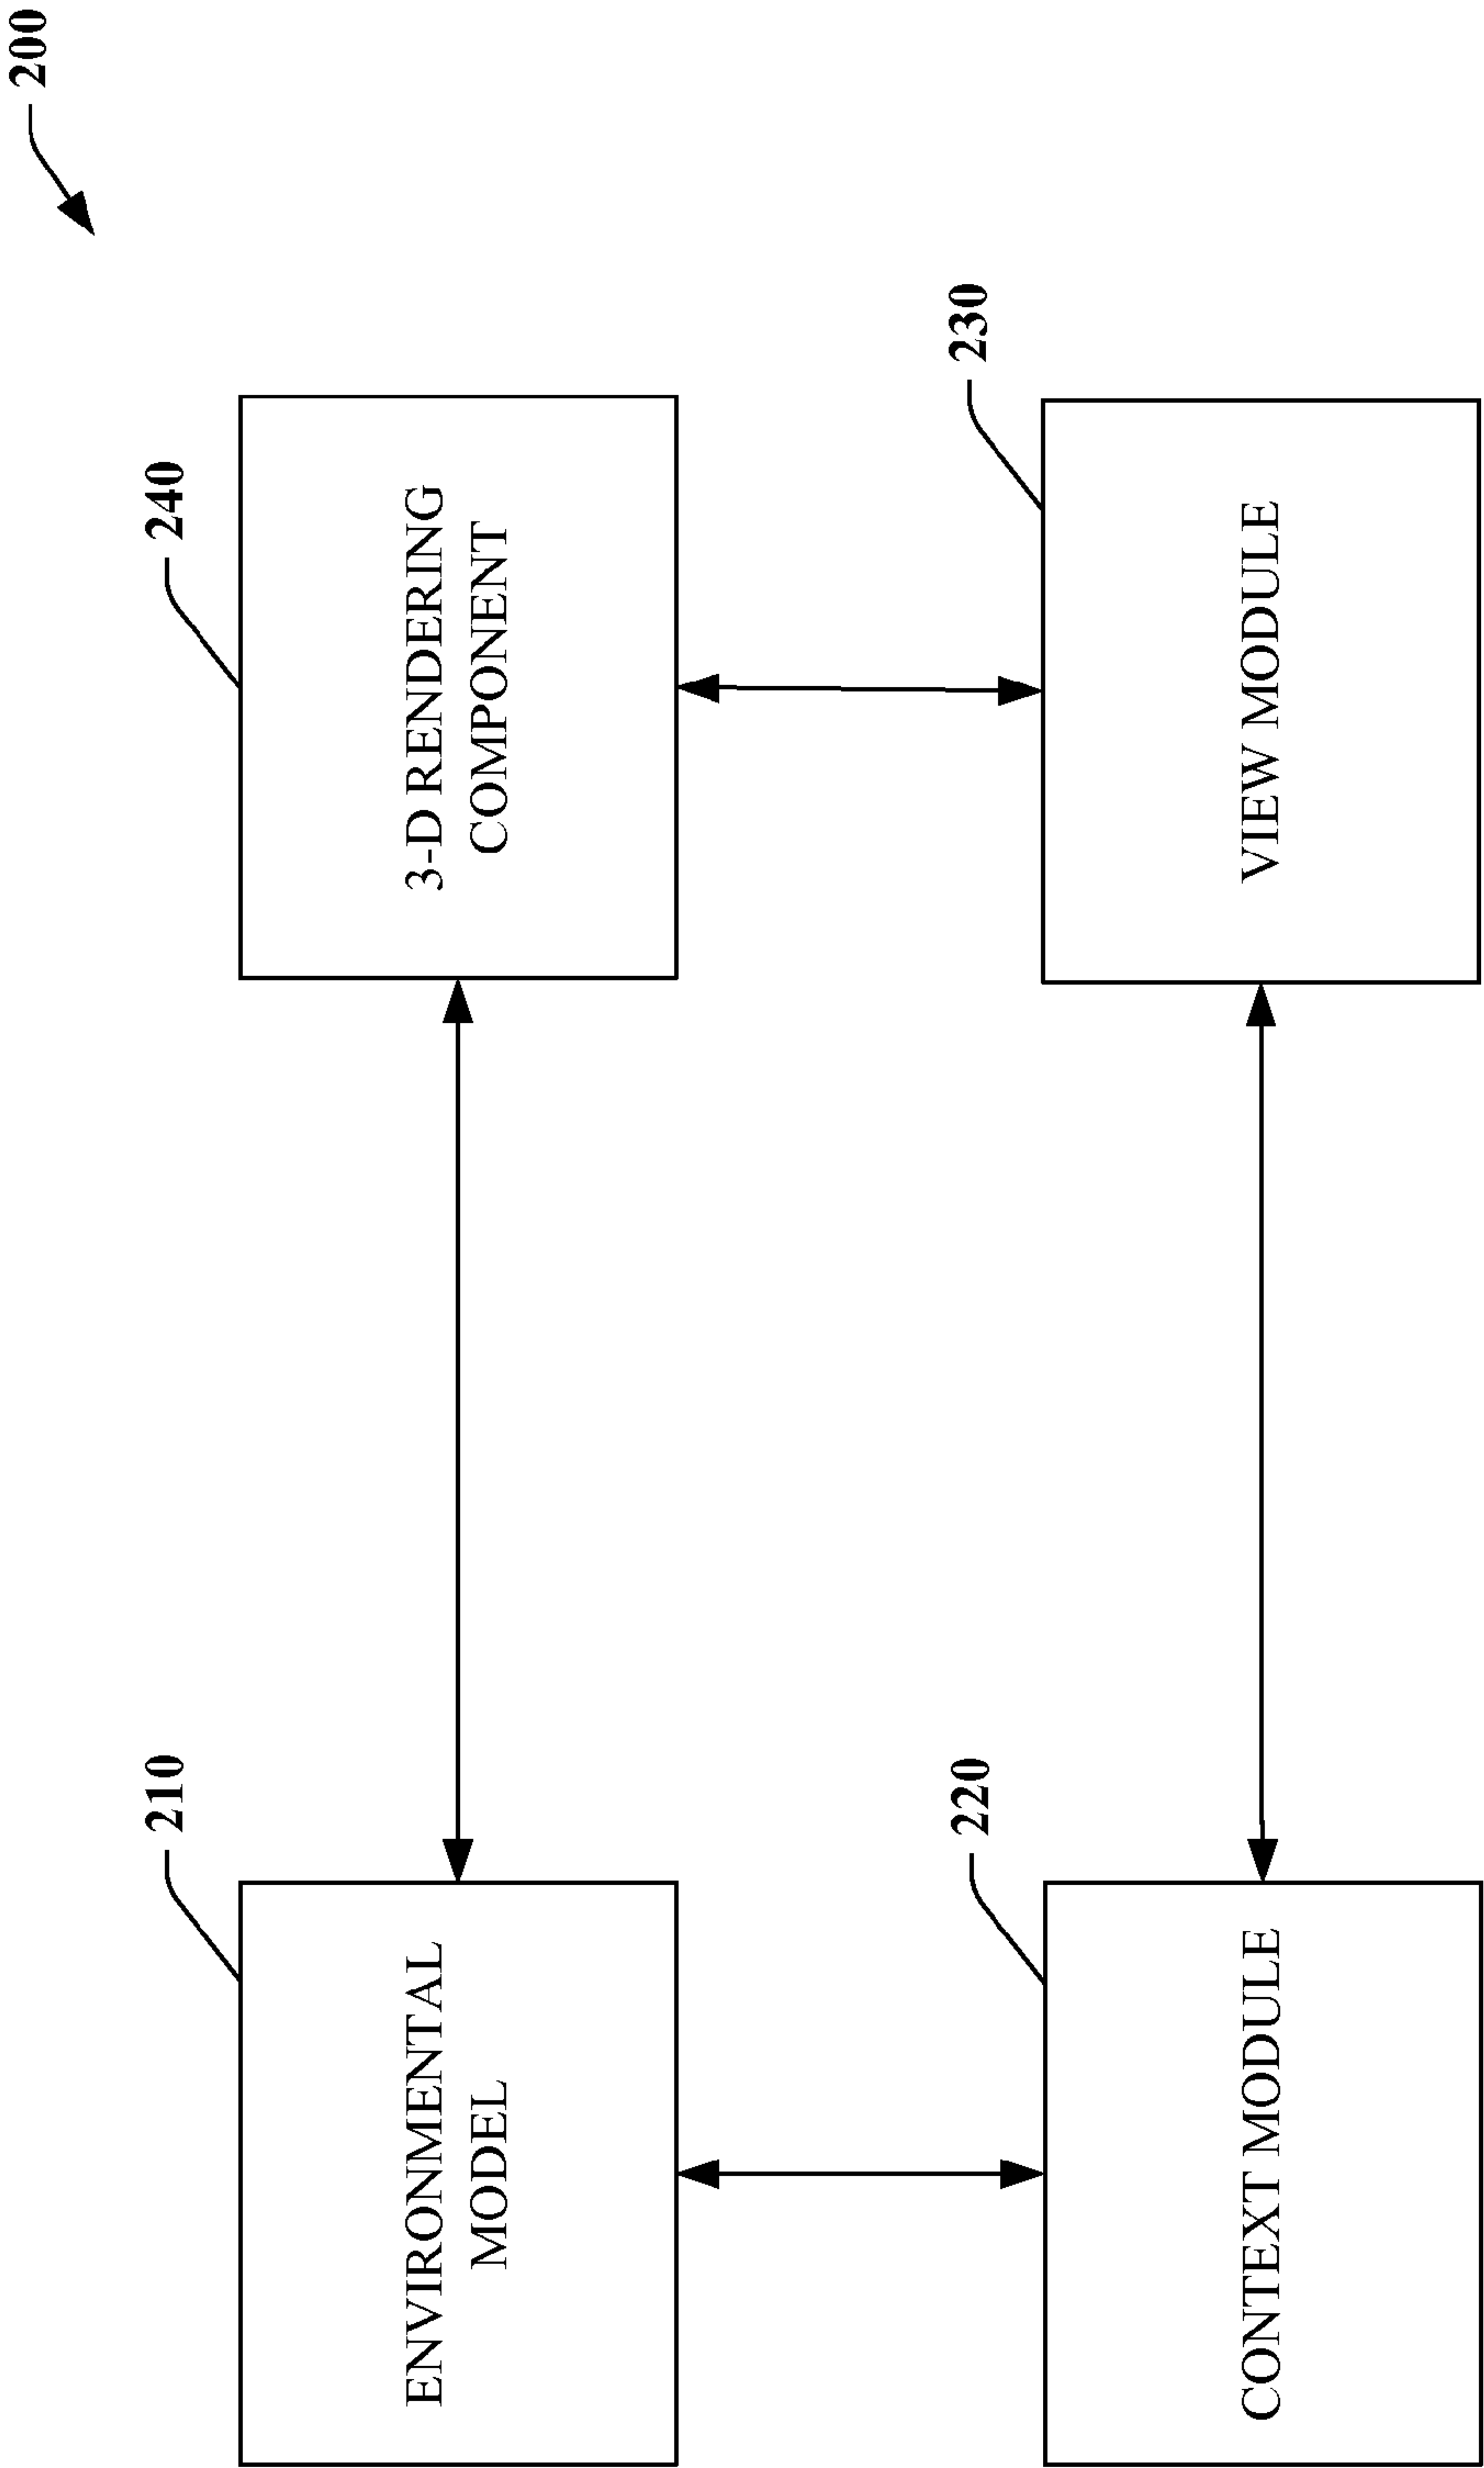 200
210
ENVIRONMENTAL
MODEL
240
3-D RENDERING
COMPONENT
220
CONTEXT MODULE
230
VIEW MODULE